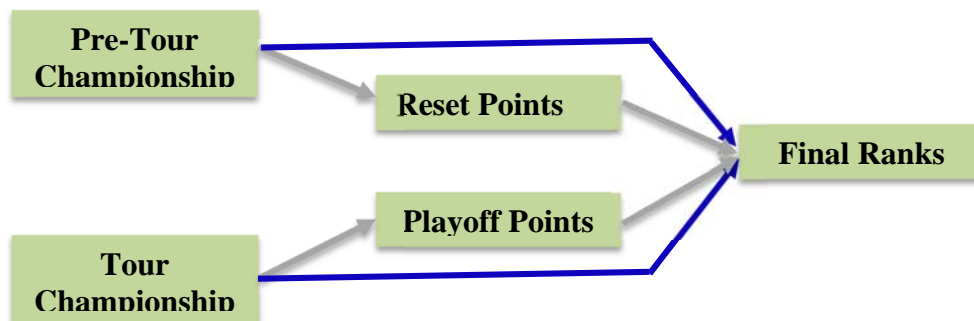 Pre-Tour
Championship
Reset Points
Final Ranks
Playoff Points
Tour
Championship